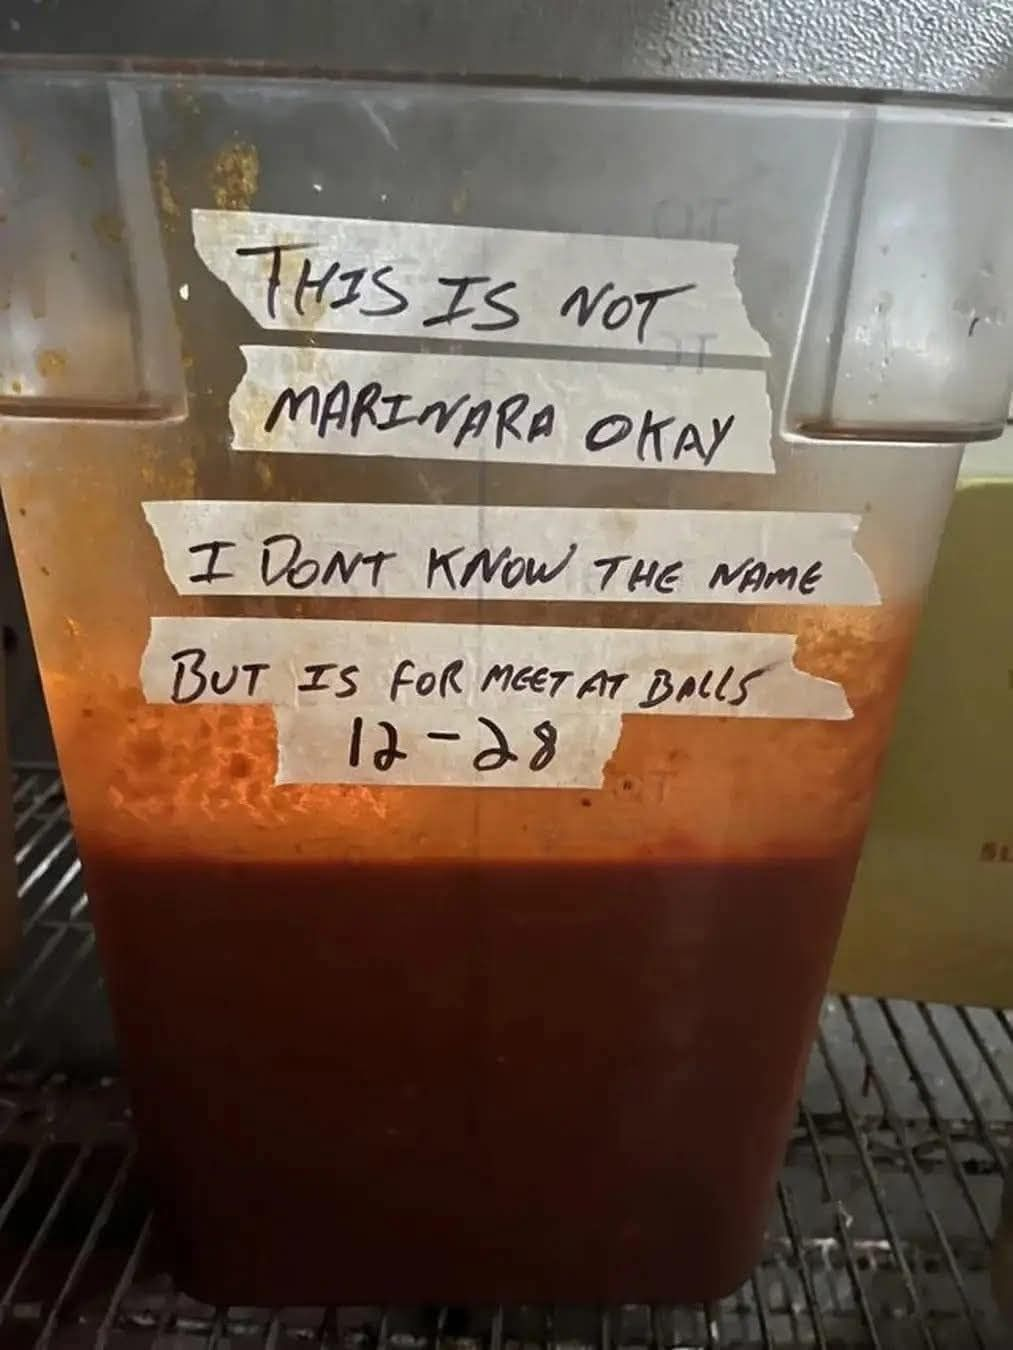 THIS IS NOT
MARINARA OKAY
I DONT KNOW THE NAME
BUT IS FOR MEET AT BALLS
12-28